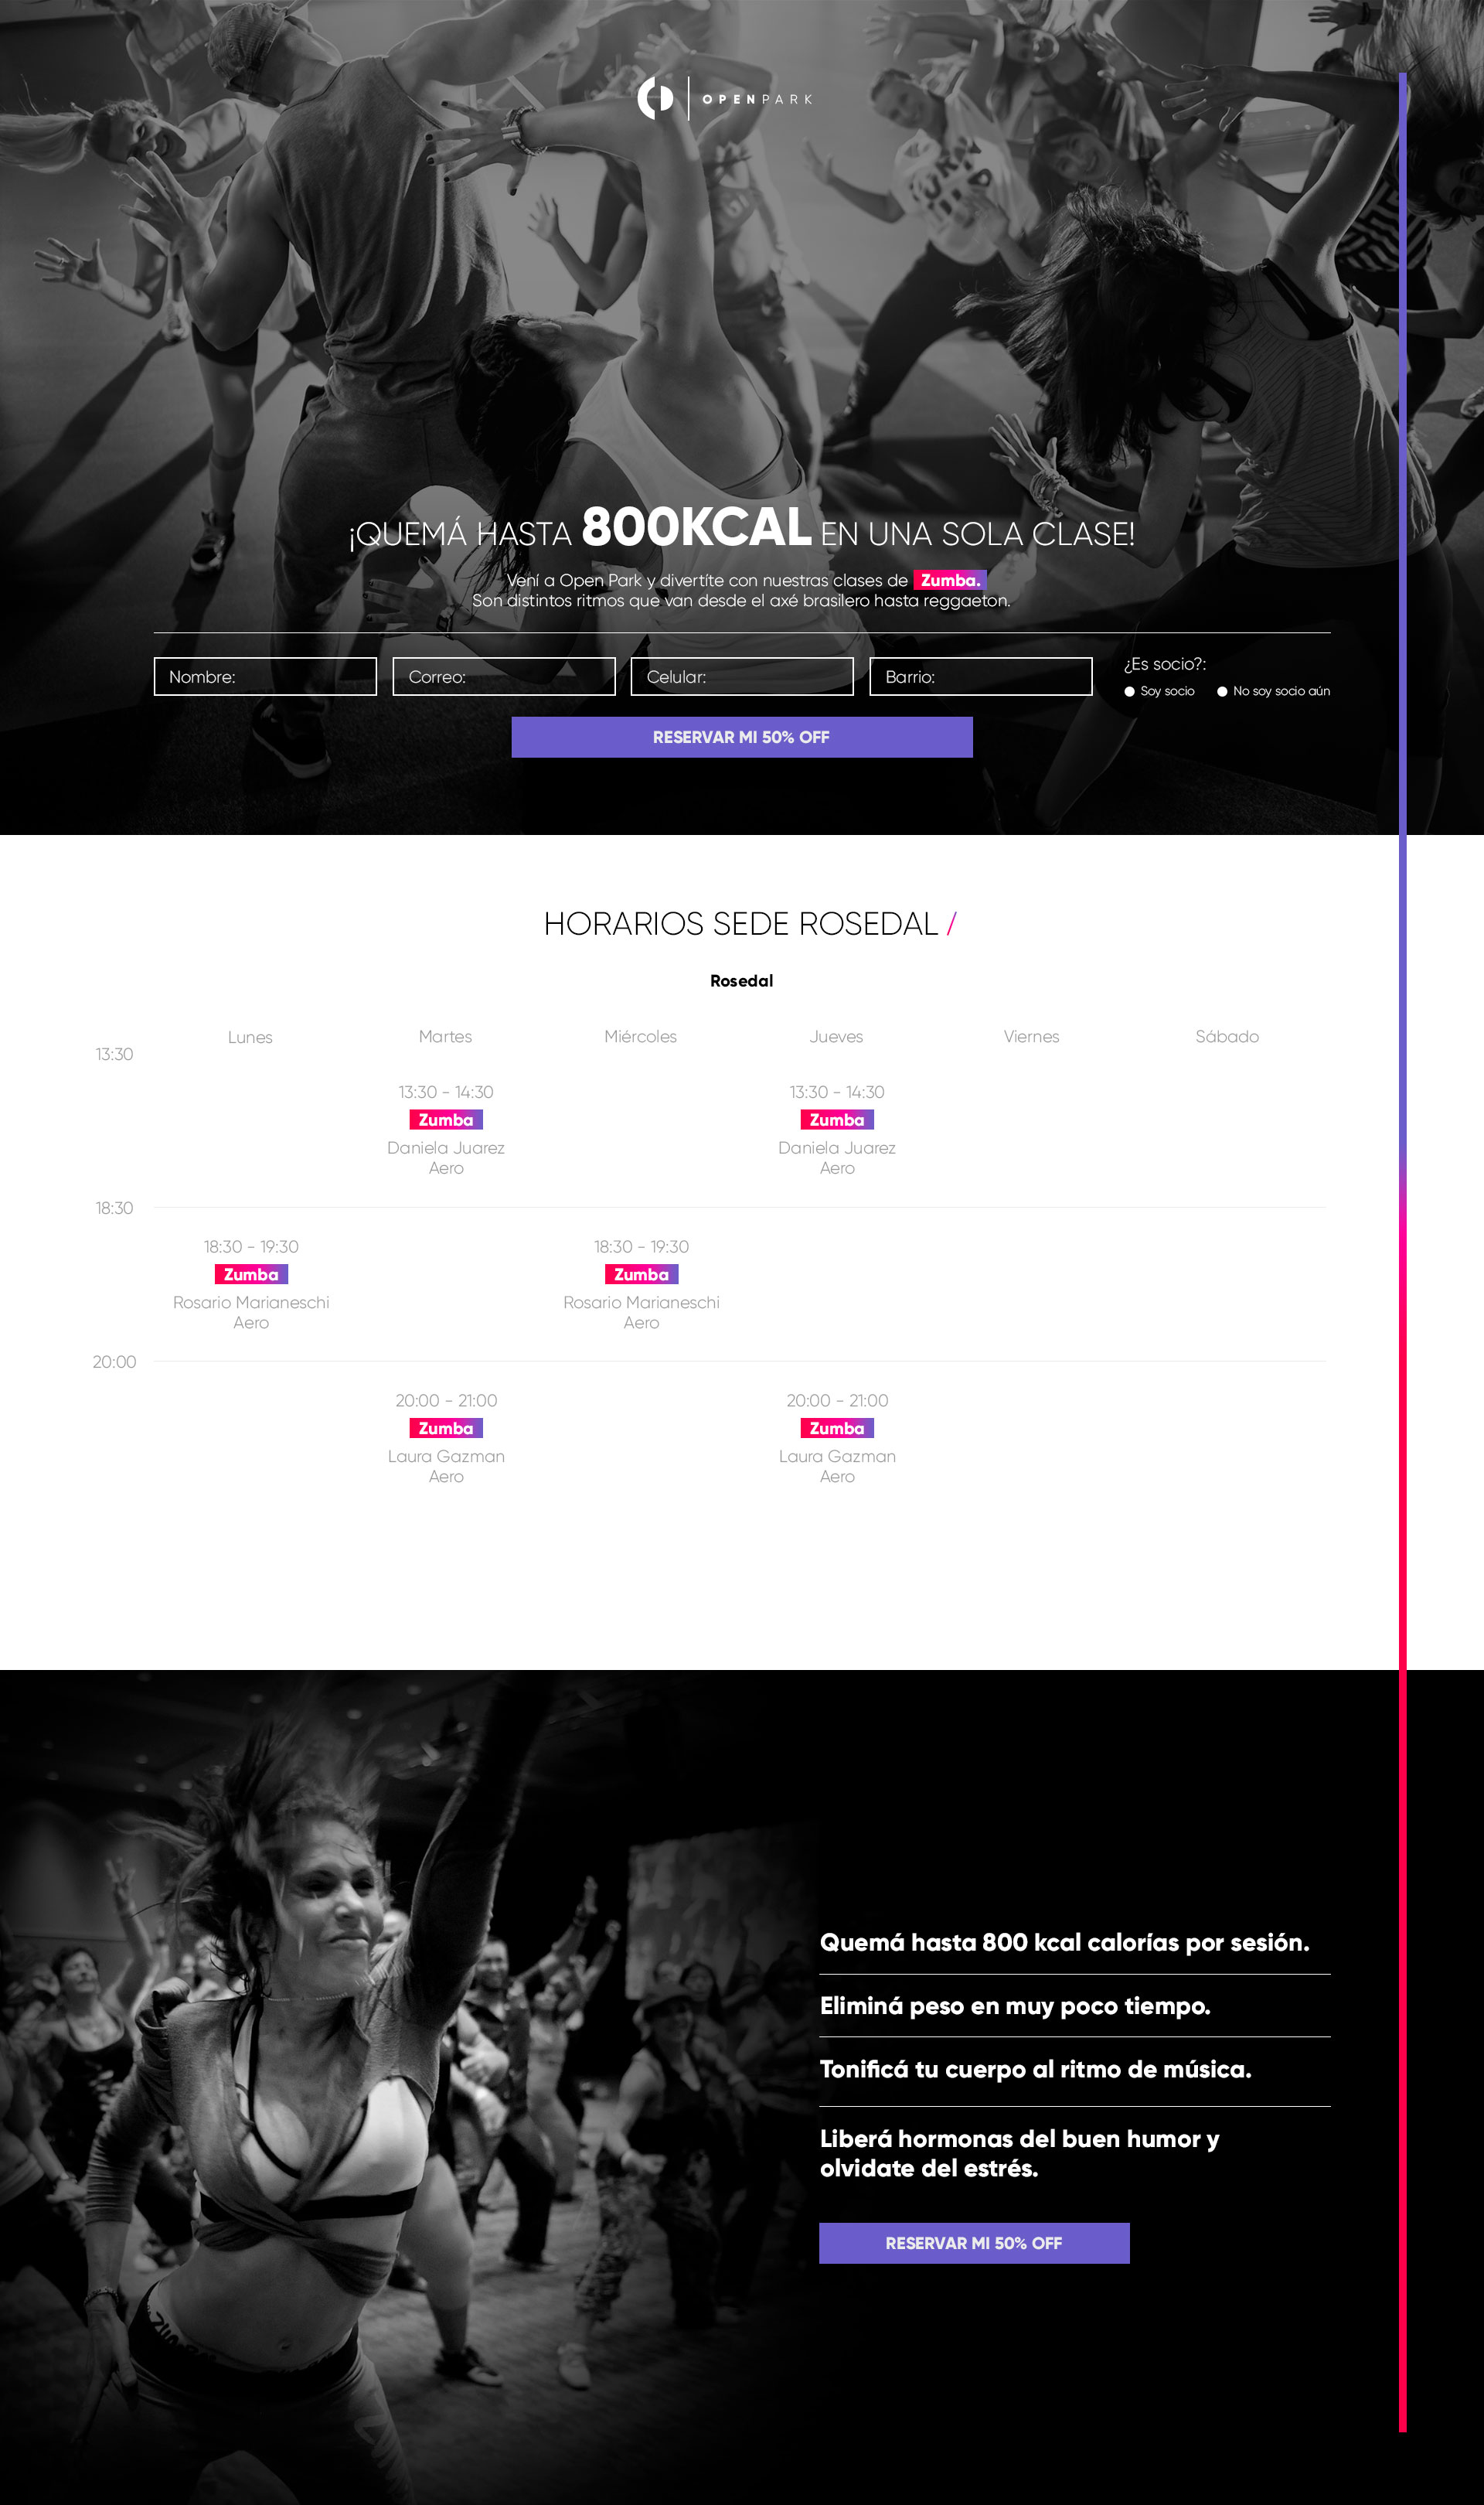 OPENPARK
¡QUEMÁ HASTA 800KCAL EN UNA SOLA CLASE!
Vení a Open Park y divertíte con nuestras clases de Zumba.
Son distintos ritmos que van desde el axé brasilero hasta reggaeton.
Nombre: Correo: Celular: Barrio: ¿Es socio?:
Soy socio No soy socio aún
RESERVAR MI 50% OFF
HORARIOS SEDE ROSEDAL /
Rosedal
Lunes Martes Miércoles Jueves Viernes Sábado
13:30
13:30 - 14:30 13:30 - 14:30
Zumba Zumba
Daniela Juarez Daniela Juarez
Aero Aero
18:30
18:30 - 19:30 18:30 - 19:30
Zumba Zumba
Rosario Marianeschi Rosario Marianeschi
Aero Aero
20:00
20:00 - 21:00 20:00 - 21:00
Zumba Zumba
Laura Gazman Laura Gazman
Aero Aero
Quemá hasta 800 kcal calorías por sesión.
Eliminá peso en muy poco tiempo.
Tonificá tu cuerpo al ritmo de música.
Liberá hormonas del buen humor y
olvidate del estrés.
RESERVAR MI 50% OFF